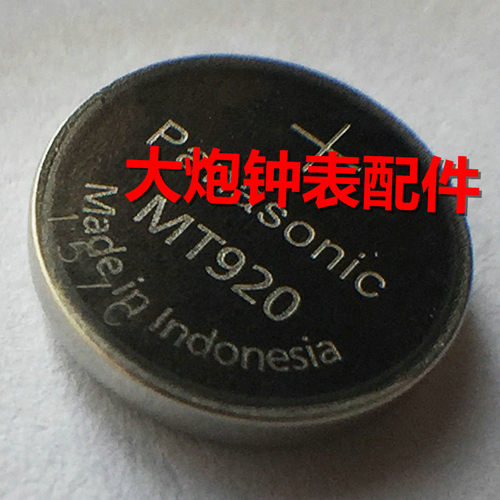 大炮钟表配件
Panasonic
MT920
Made in Indonesia